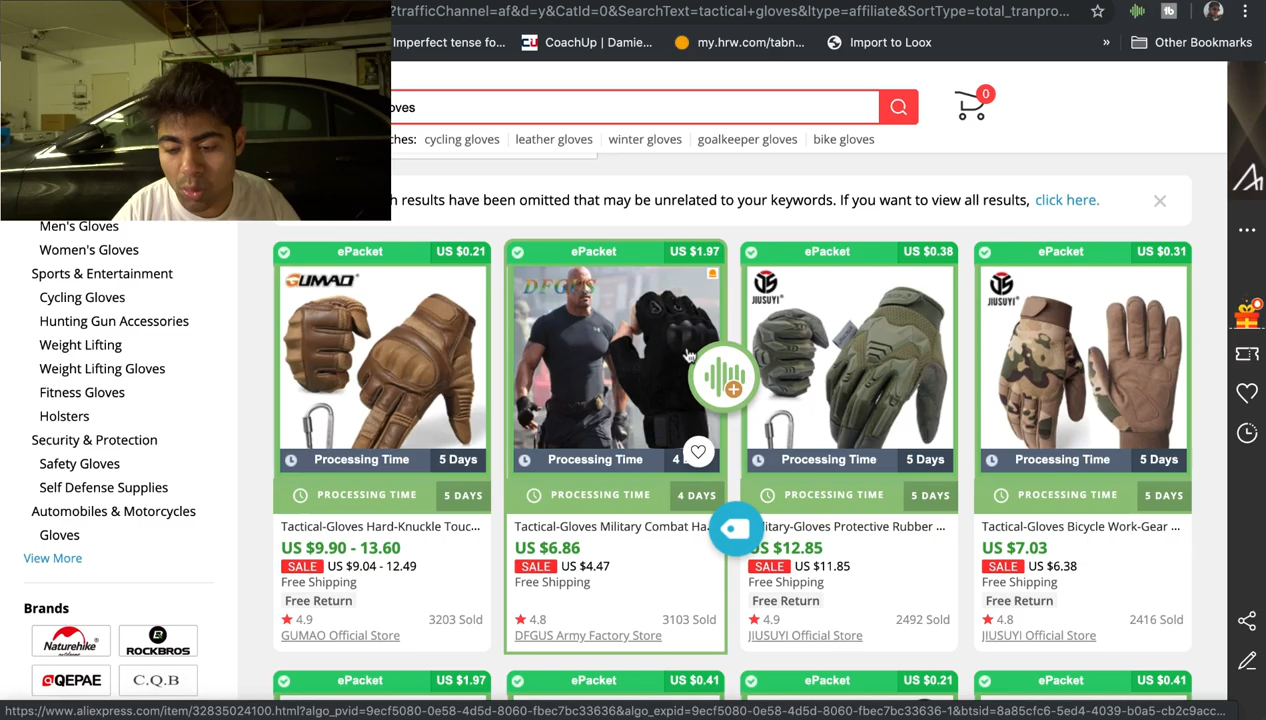 ?trafficChannel=af&d=y&CatId=0&SearchText=tactical+gloves&ltype=affiliate&SortType=total_tranpro...
Imperfect tense fo...
CU CoachUp (Damie...
my.hrw.com/tabn...
Import to Loox
»
Other Bookmarks
oves
0
ches: cycling gloves
leather gloves
winter gloves
goalkeeper gloves
bike gloves
h results have been omitted that may be unrelated to your keywords. If you want to view all results, click here.
Men's Gloves
Women's Gloves
Sports & Entertainment
Cycling Gloves
Hunting Gun Accessories
Weight Lifting
Weight Lifting Gloves
Fitness Gloves
Holsters
Security & Protection
Safety Gloves
Self Defense Supplies
Automobiles & Motorcycles
Gloves
View More
Brands
Naturehike
ROCKBROS
QEPAE
C.Q.B
ePacket US $0.21
GUMAO
Processing Time 5 Days
PROCESSING TIME 5 DAYS
Tactical-Gloves Hard-Knuckle Touc...
US $9.90 - 13.60
SALE US $9.04 - 12.49
Free Shipping
Free Return
4.9 3203 Sold
GUMAO Official Store
ePacket US $1.97
DFGUS
Processing Time 4
PROCESSING TIME 4 DAYS
Tactical-Gloves Military Combat Ha
US $6.86
SALE US $4.47
Free Shipping
4.8 3103 Sold
DFGUS Army Factory Store
ePacket US $0.38
JIUSUYI
Processing Time 5 Days
PROCESSING TIME 5 DAYS
litary-Gloves Protective Rubber ...
US $12.85
SALE US $11.85
Free Shipping
Free Return
4.9 2492 Sold
JIUSUYI Official Store
ePacket US $0.31
JIUSUYI
Processing Time 5 Days
PROCESSING TIME 5 DAYS
Tactical-Gloves Bicycle Work-Gear ...
US $7.03
SALE US $6.38
Free Shipping
Free Return
4.8 2416 Sold
JIUSUYI Official Store
ePacket US $1.97
ePacket US $0.41
ePacket US $0.21
ePacket US $0.41
https://www.aliexpress.com/item/32835024100.html?algo_pvid=9ecf5080-0e58-4d5d-8060-fbec7bc33636&algo_expid=9ecf5080-0e58-4d5d-8060-fbec7bc33636-1&btsid=8a85cfc6-5ed4-4039-b0a5-cb2c9acc...